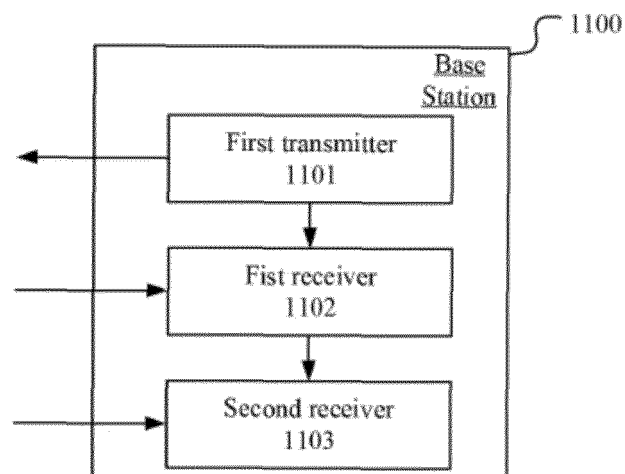 1100
Base
Station
First transmitter
1101
Fist receiver
1102
Second receiver
1103